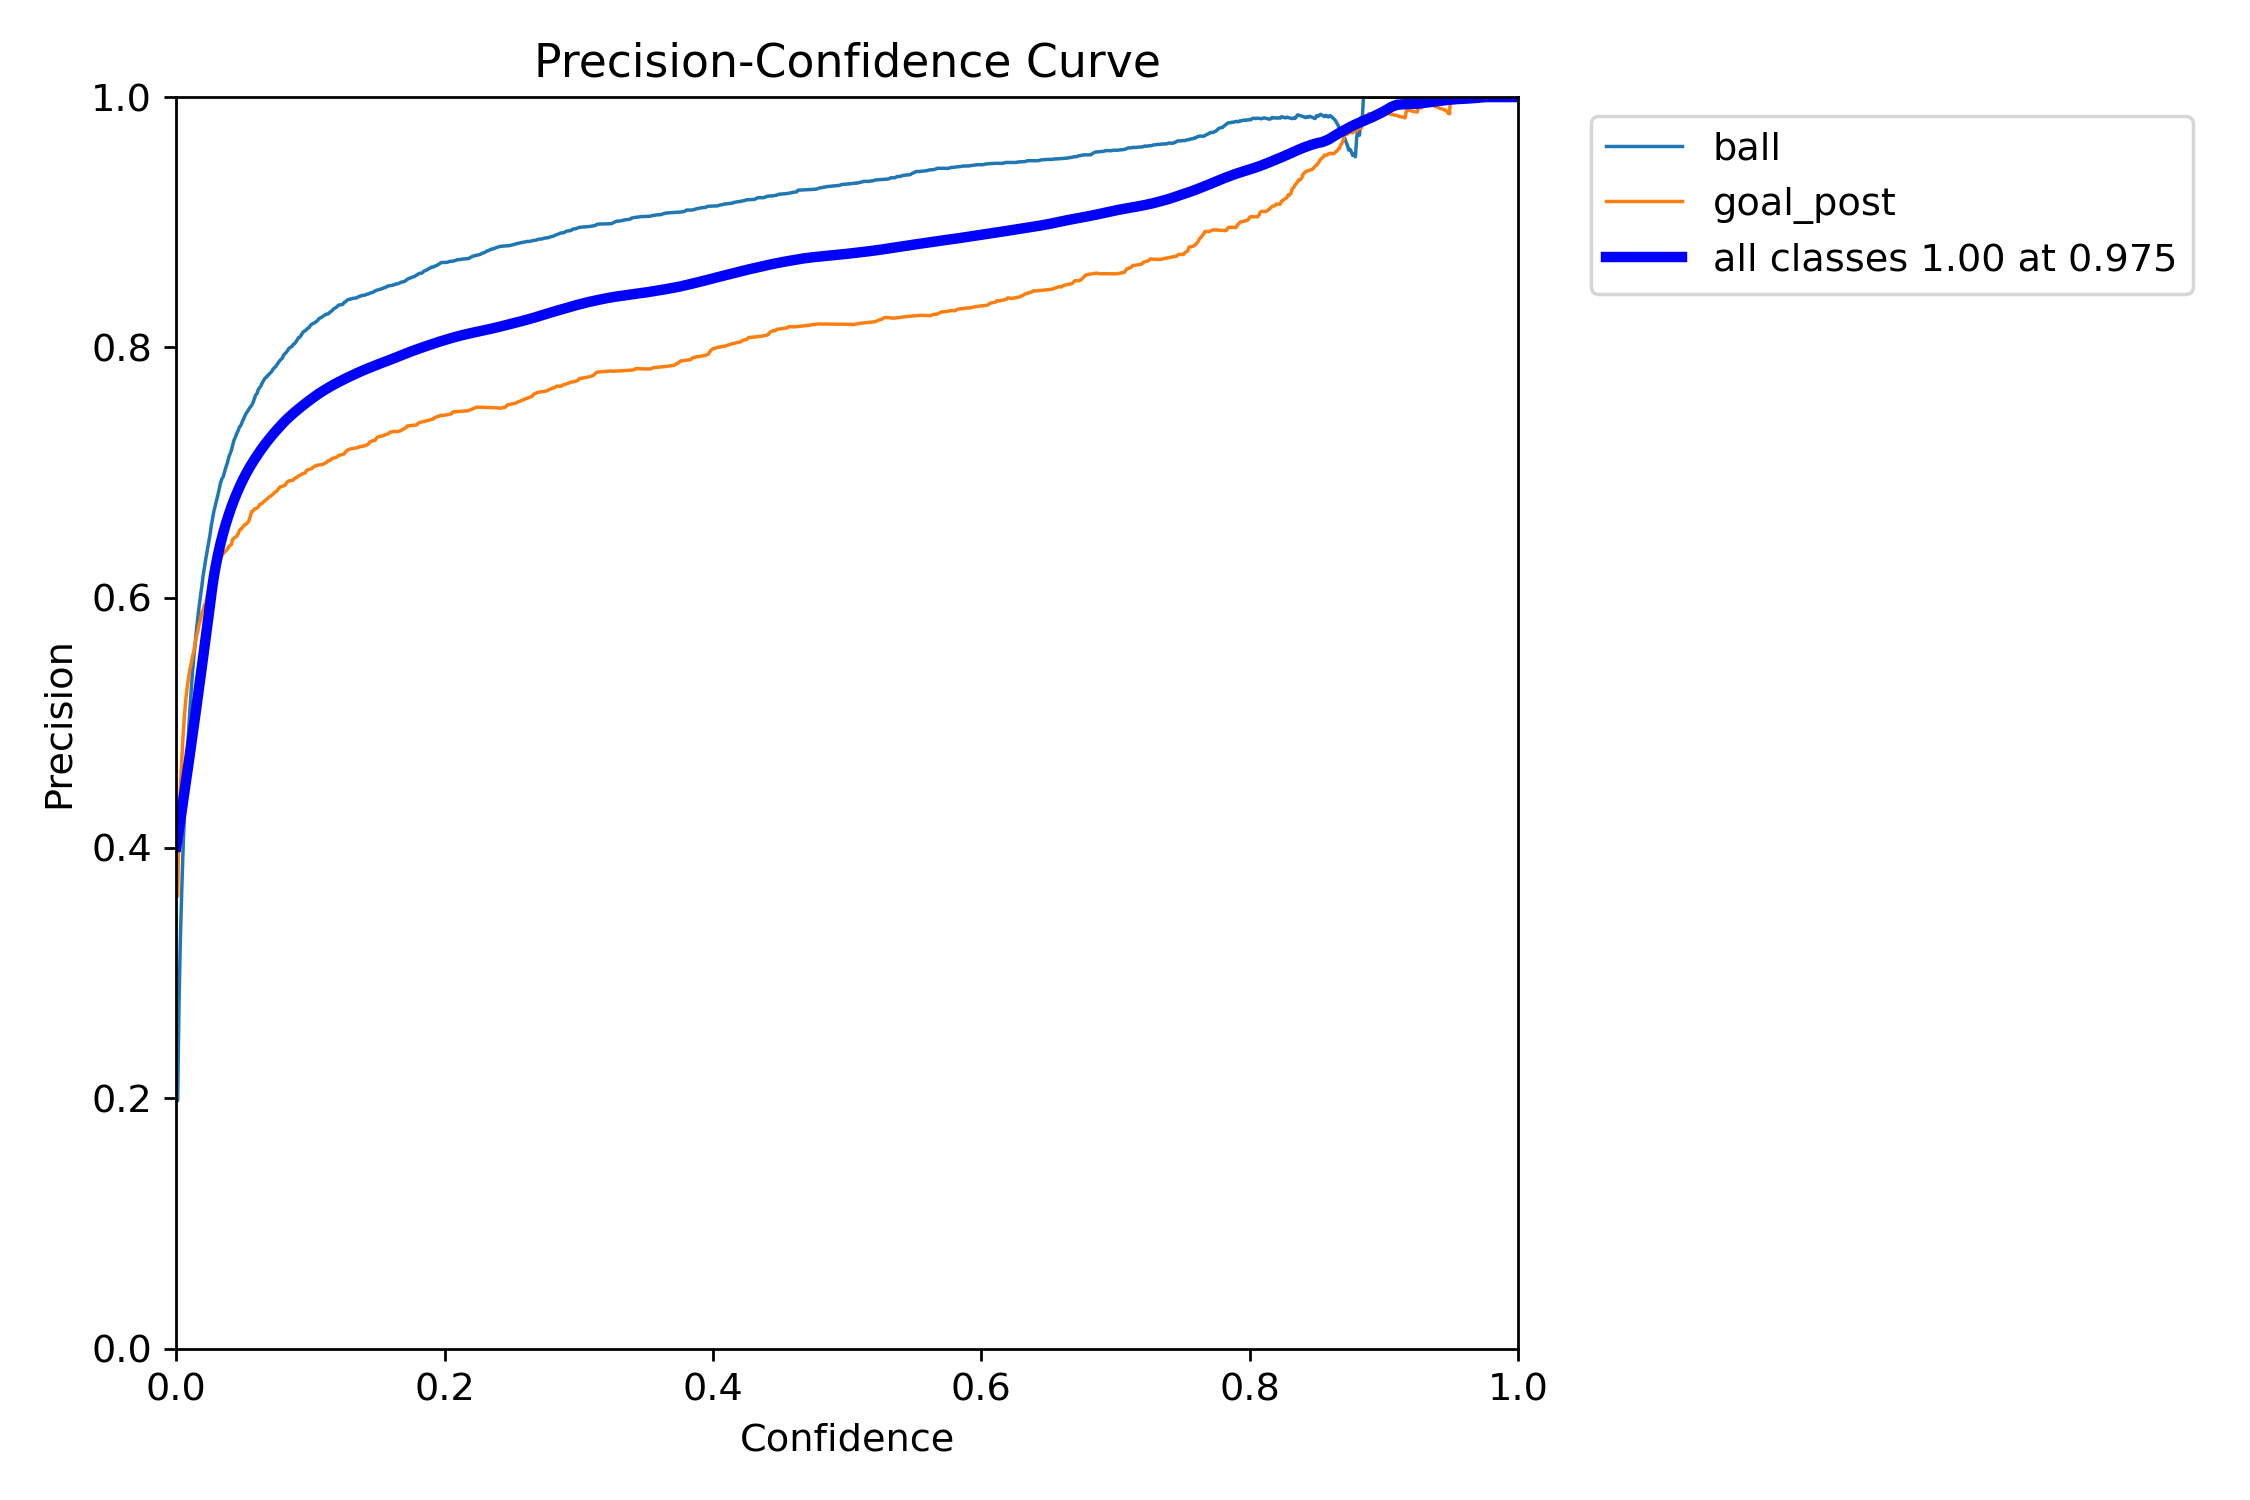 Precision-Confidence Curve
1.0
0.8
0.6
0.4
0.2
0.0
Precision
0.0 0.2 0.4 0.6 0.8 1.0
Confidence
ball
goal_post
all classes 1.00 at 0.975